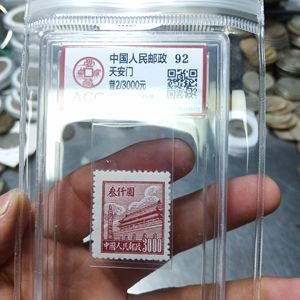 中国人民邮政 92
天安门
普2/3000元
叁仟圆
中国人民邮政
3000